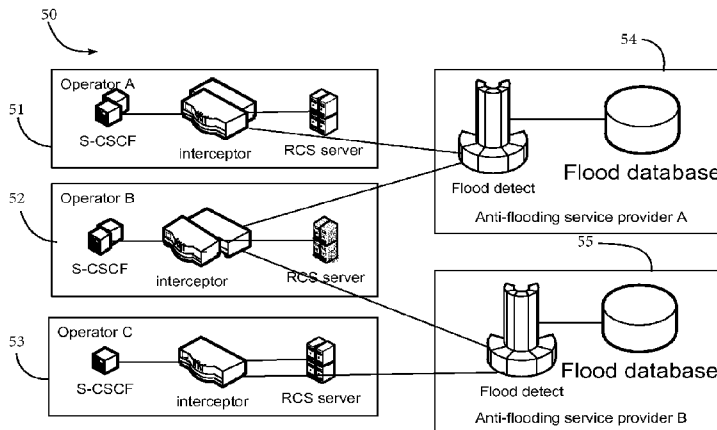 50
54
Operator A
51
S-CSCF
interceptor
RCS server
Flood detect
Flood database
Anti-flooding service provider A
52
Operator B
S-CSCF
interceptor
RCS server
55
53
Operator C
S-CSCF
interceptor
RCS server
Flood detect
Flood database
Anti-flooding service provider B